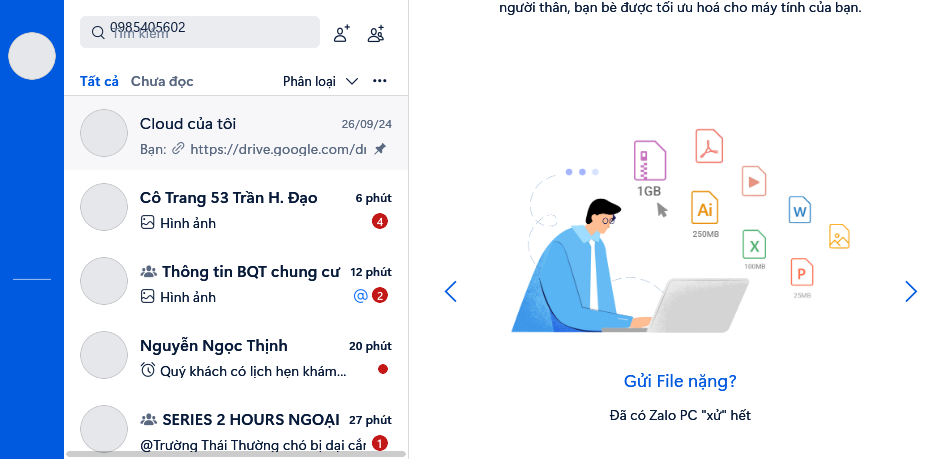 người thân, bạn bè được tối ưu hoá cho máy tính của bạn.
0985405602
Tìm kiếm
Tất cả Chưa đọc Phân loại
Cloud của tôi 26/09/24
Bạn: https://drive.google.com/dr
Cô Trang 53 Trần H. Đạo 6 phút
Hình ảnh 4
Thông tin BQT chung cư 12 phút
Hình ảnh @ 2
Nguyễn Ngọc Thịnh 20 phút
Quý khách có lịch hẹn khám...
SERIES 2 HOURS NGOẠI 27 phút
@Trường Thái Thường chó bị dại cắn 1
1GB
Ai
250MB
W
X
100MB
P
25MB
Gửi File nặng?
Đã có Zalo PC "xử" hết